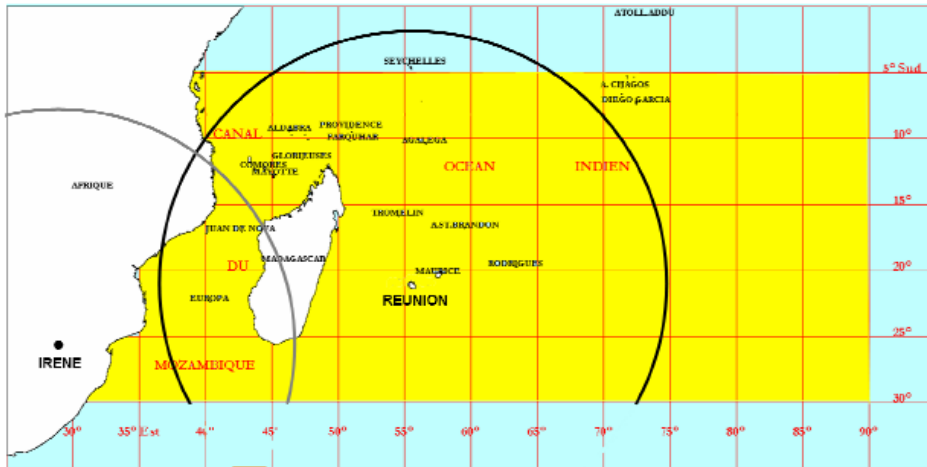 ATOLL.ADDU
SEYCHELLES
5° Sud
A. CHAGOS
DIEGO GARCIA
CANAL
ALDABRA
PROVIDENCE
FARQUHAR
AGALEGA
10°
GLORIEUSES
COMORES
MAYOTTE
OCEAN
INDIEN
AFRIQUE
15°
TROMELIN
JUAN DE NOVA
A.ST.BRANDON
DU
MADAGASCAR
MAURICE
RODRIGUES
20°
EUROPA
REUNION
25°
IRENE
MOZAMBIQUE
30°
30° 35° Est 40° 45° 50° 55° 60° 65° 70° 75° 80° 85° 90°